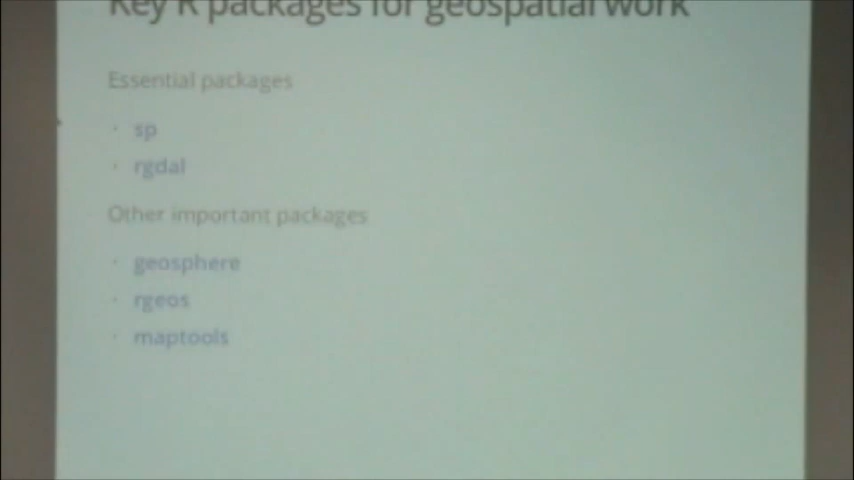 Key R packages for geospatial work
Essential packages
· sp
· rgdal
Other important packages
· geosphere
· rgeos
· maptools